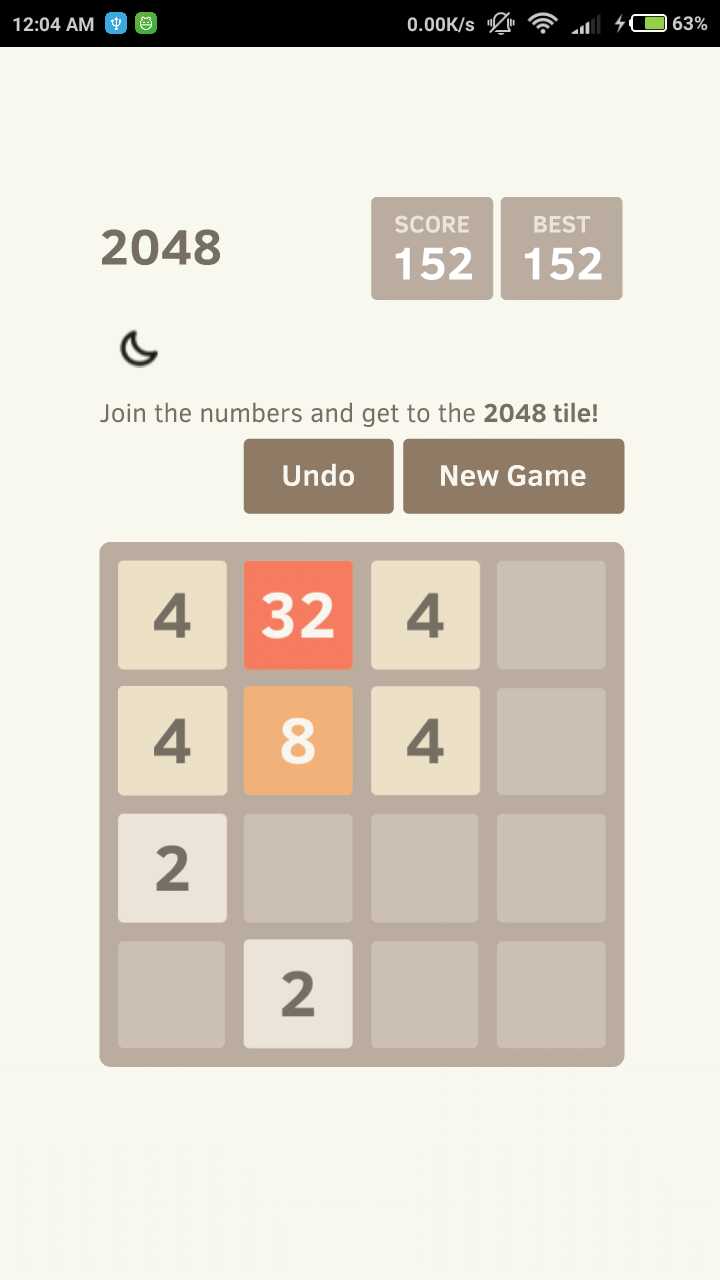 12:04 AM 0.00K/s 63%
2048
SCORE BEST
152 152
Join the numbers and get to the 2048 tile!
Undo New Game
4 32 4
4 8 4
2
2